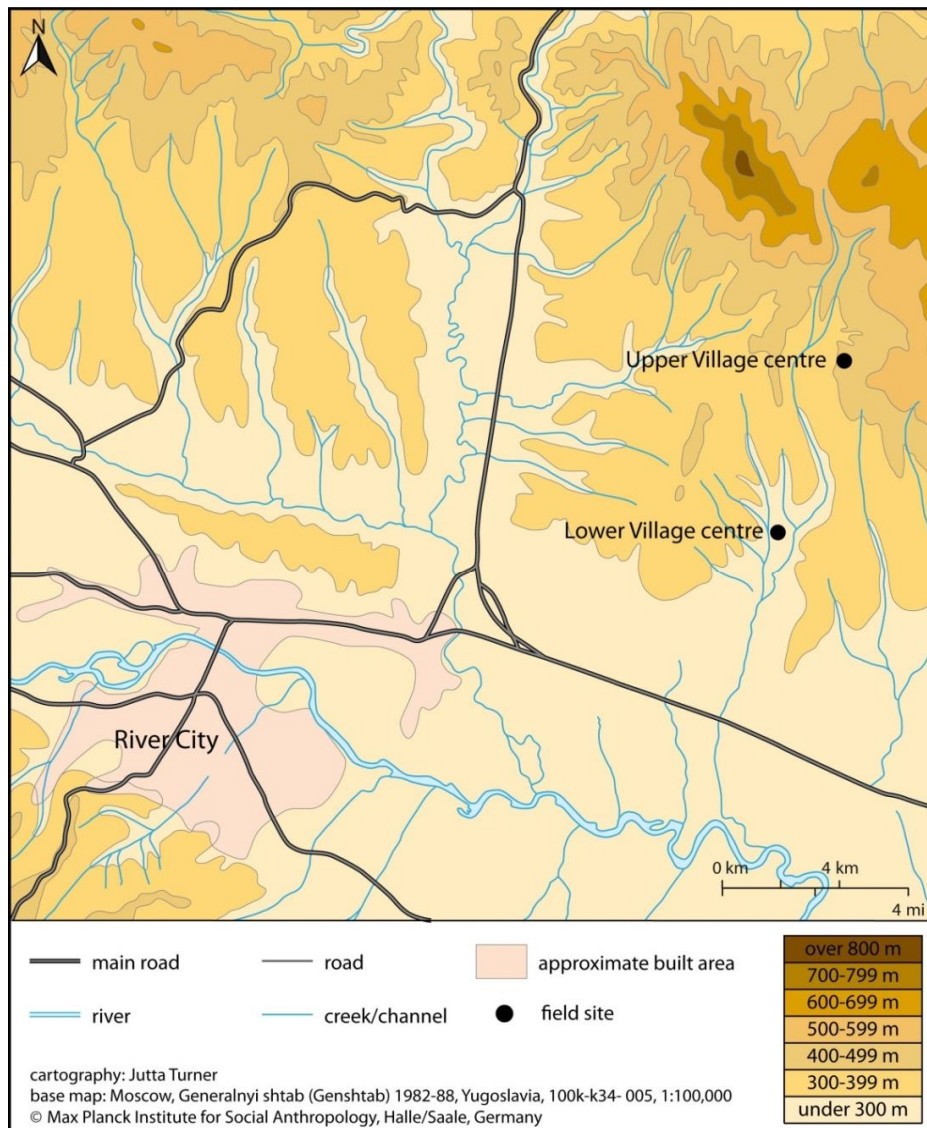 N
Upper Village centre
Lower Village centre
River City
0 km 4 km
4 mi
main road road approximate built area
river creek/channel field site
over 800 m
700-799 m
600-699 m
500-599 m
400-499 m
300-399 m
under 300 m
cartography: Jutta Turner
base map: Moscow, Generalnyi shtab (Genshtab) 1982-88, Yugoslavia, 100k-k34- 005, 1:100,000
© Max Planck Institute for Social Anthropology, Halle/Saale, Germany